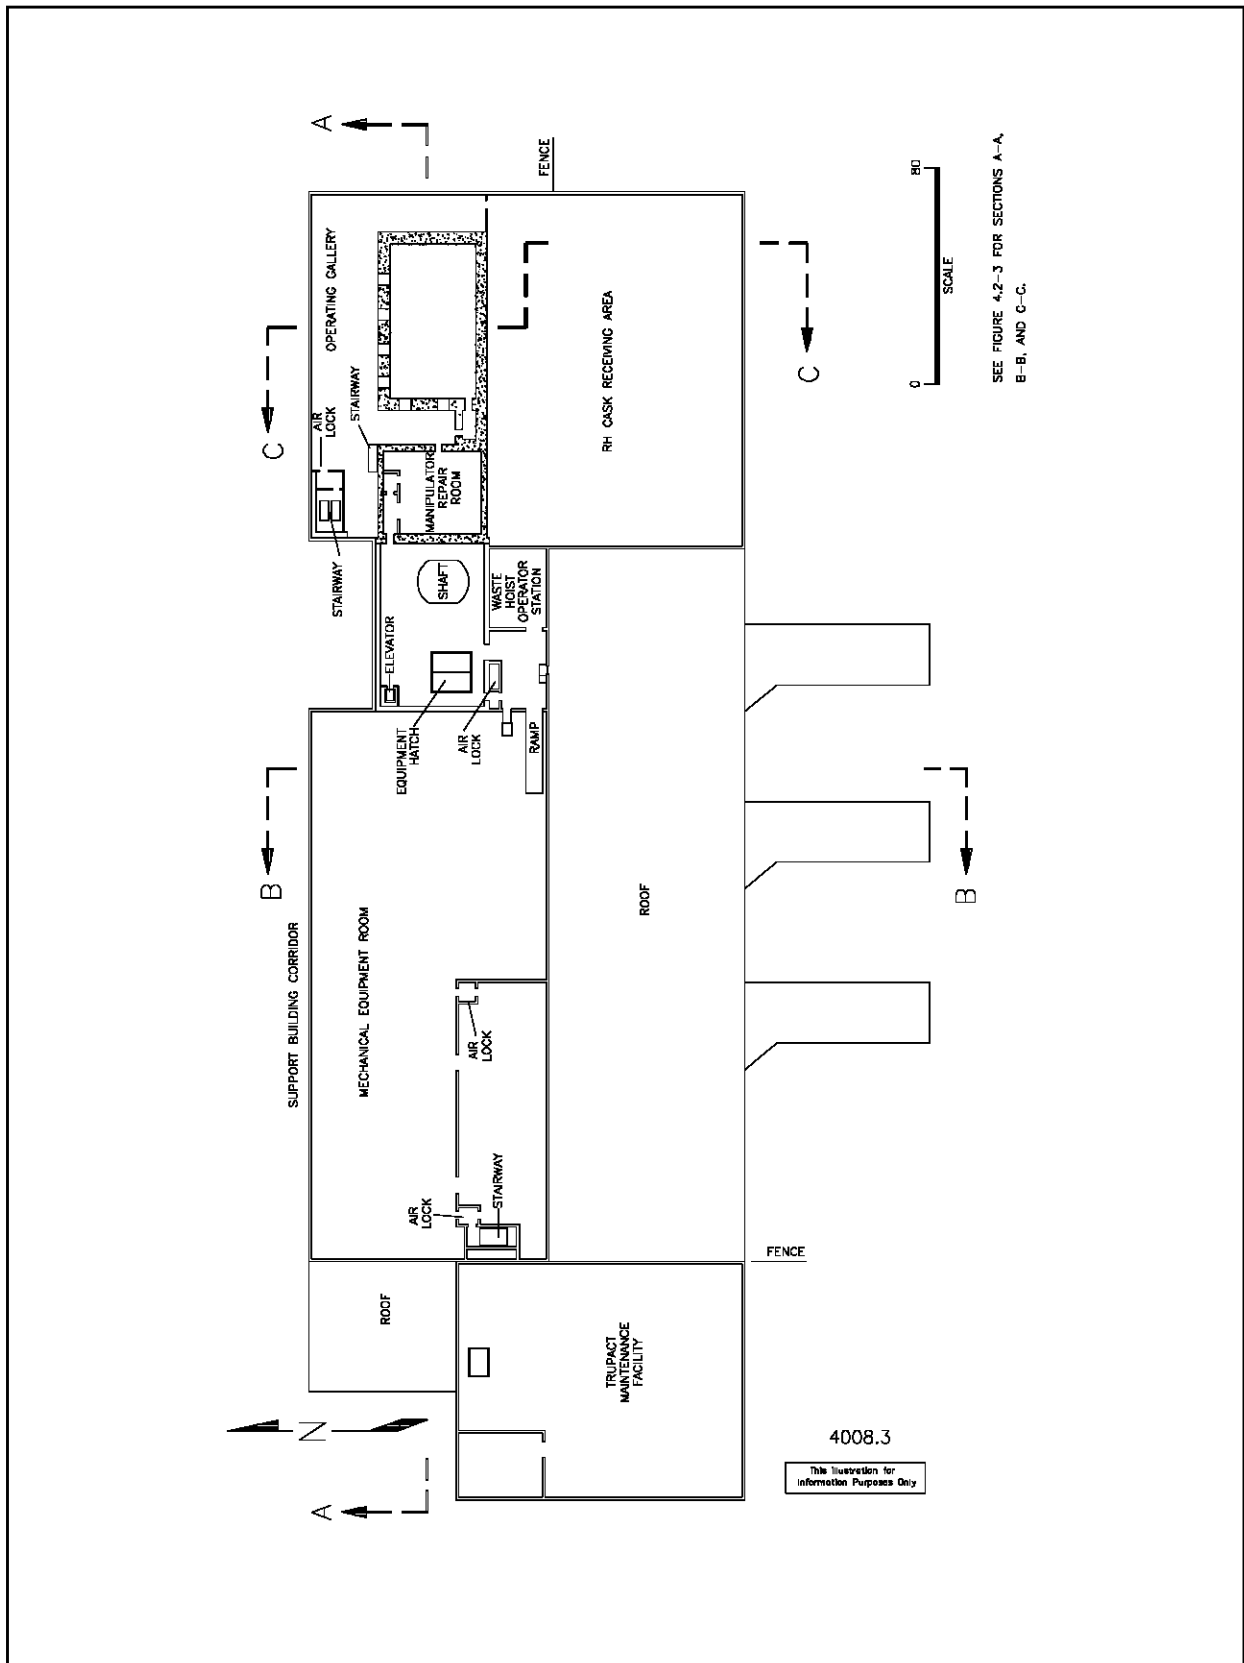 A
FENCE
OPERATING GALLERY
C
AIR
LOCK
STAIRWAY
STAIRWAY
MANIPULATOR
REPAIR
ROOM
RH CASK RECEIVING AREA
C
0
80
SCALE
SEE FIGURE 4.2-3 FOR SECTIONS A-A,
B-B, AND C-C.
SHAFT
WASTE
HOIST
OPERATOR
STATION
ELEVATOR
EQUIPMENT
HATCH
AIR
LOCK
RAMP
B
B
SUPPORT BUILDING CORRIDOR
MECHANICAL EQUIPMENT ROOM
ROOF
AIR
LOCK
AIR
LOCK
STAIRWAY
FENCE
ROOF
TRUPACT
MAINTENANCE
FACILITY
N
A
4008.3
This Illustration for
Information Purposes Only